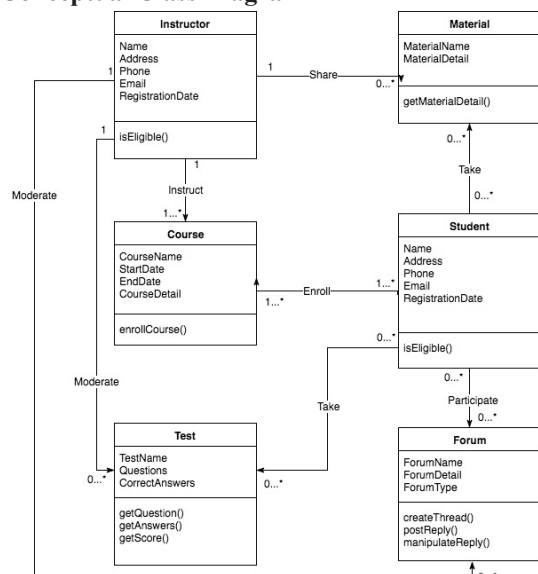 Conceptual Class Diagram
Instructor
Name
Address
Phone
Email
RegistrationDate
isEligible()
Material
MaterialName
MaterialDetail
getMaterialDetail()
1
1
Share
0...*
1
0...*
Take
0...*
Moderate
1
Instruct
1...*
Course
CourseName
StartDate
EndDate
CourseDetail
enrollCourse()
Student
Name
Address
Phone
Email
RegistrationDate
isEligible()
1...*
Enroll
1...*
0...*
Moderate
Take
0...*
Participate
0...*
Test
TestName
Questions
CorrectAnswers
getQuestion()
getAnswers()
getScore()
0...*
0...*
Forum
ForumName
ForumDetail
ForumType
createThread()
postReply()
manipulateReply()
0...*